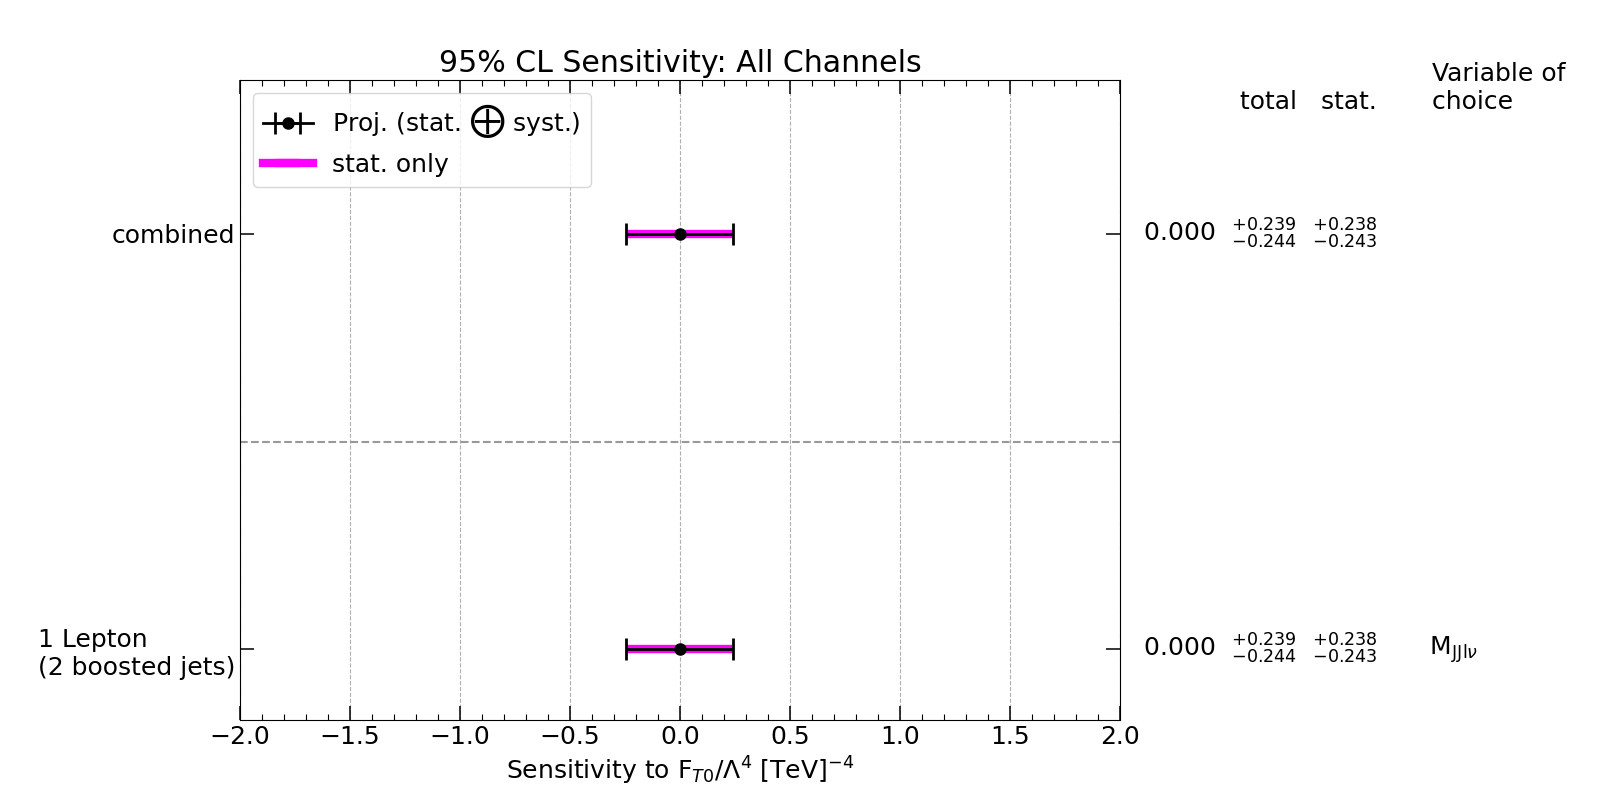 95% CL Sensitivity: All Channels
Variable of
choice
total stat.
Proj. (stat. ⊕ syst.)
stat. only
combined
0.000 +0.239 +0.238
−0.244 −0.243
1 Lepton
(2 boosted jets)
0.000 +0.239 +0.238
−0.244 −0.243
M_JJlν
−2.0 −1.5 −1.0 −0.5 0.0 0.5 1.0 1.5 2.0
Sensitivity to F_T0/Λ⁴ [TeV]⁻⁴